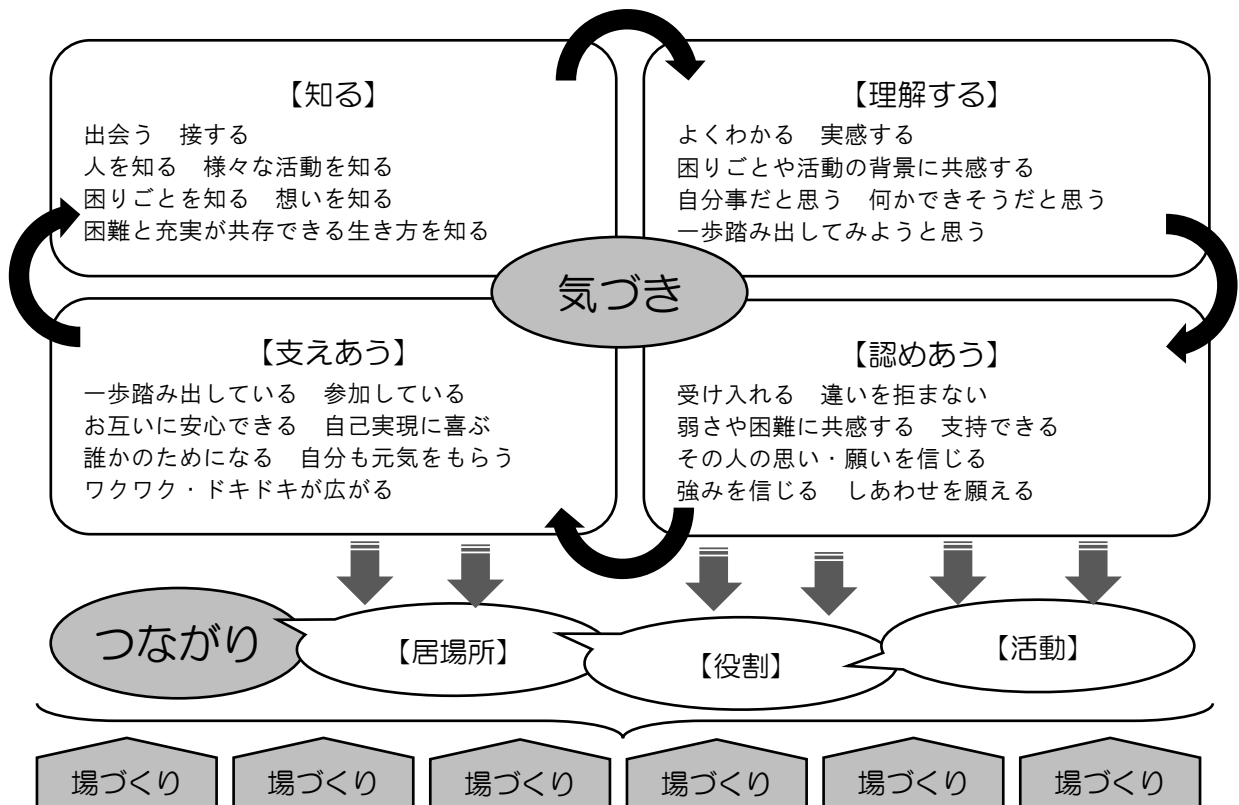 【知る】
出会う　接する
人を知る　様々な活動を知る
困りごとを知る　想いを知る
困難と充実が共存できる生き方を知る
【理解する】
よくわかる　実感する
困りごとや活動の背景に共感する
自分事だと思う　何かできそうだと思う
一歩踏み出してみようと思う
気づき
【支えあう】
一歩踏み出している　参加している
お互いに安心できる　自己実現に喜ぶ
誰かのためになる　自分も元気をもらう
ワクワク・ドキドキが広がる
【認めあう】
受け入れる　違いを拒まない
弱さや困難に共感する　支持できる
その人の思い・願いを信じる
強みを信じる　しあわせを願える
つながり
【居場所】
【役割】
【活動】
場づくり
場づくり
場づくり
場づくり
場づくり
場づくり